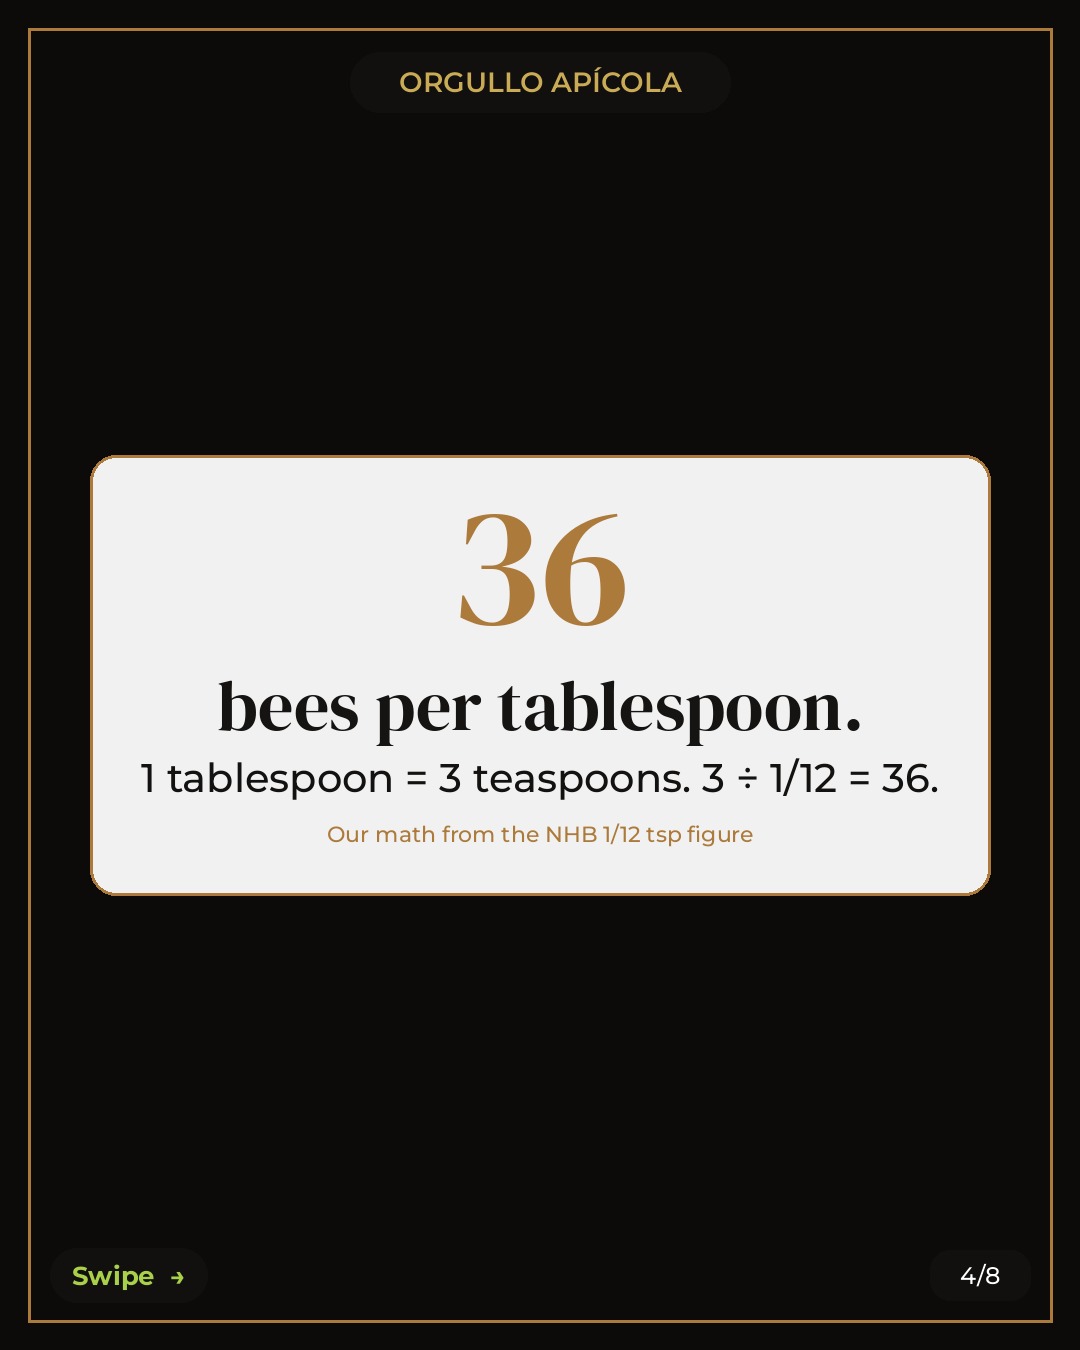 ORGULLO APÍCOLA
36
bees per tablespoon.
1 tablespoon = 3 teaspoons. 3 ÷ 1/12 = 36.
Our math from the NHB 1/12 tsp figure
Swipe →
4/8